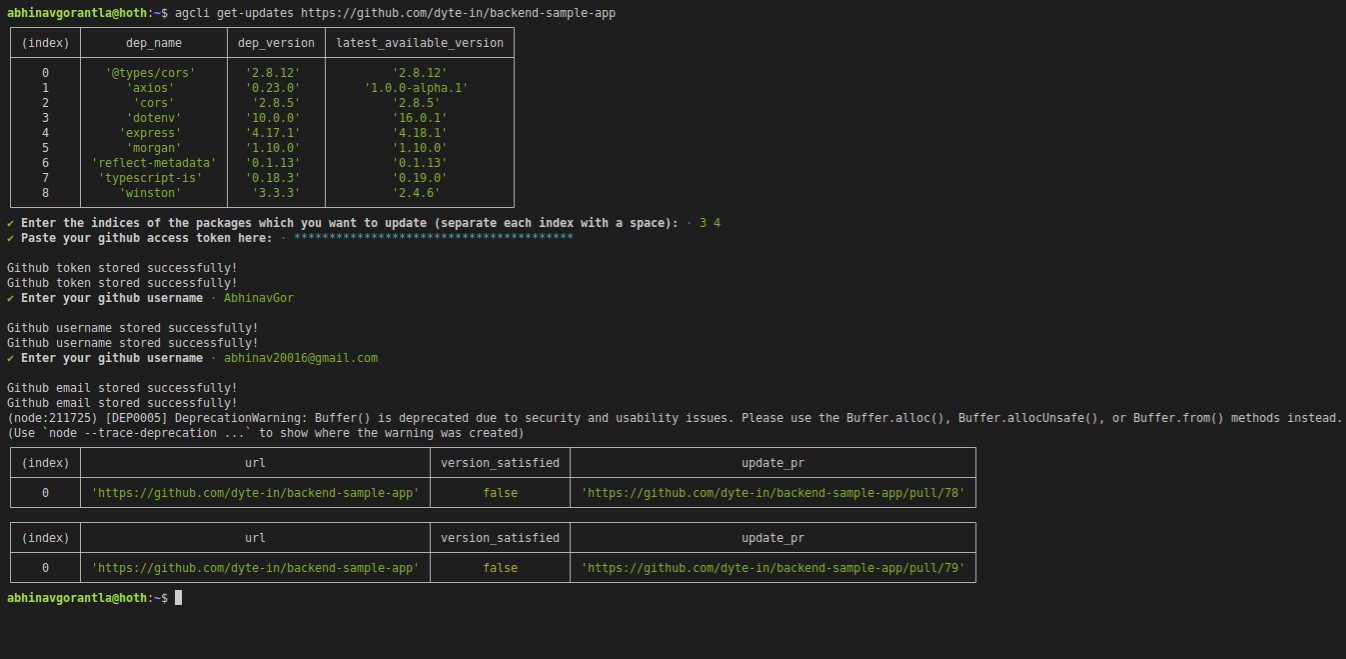 abhinavgorantla@hoth:~$ agcli get-updates https://github.com/dyte-in/backend-sample-app
(index) dep_name dep_version latest_available_version
0 '@types/cors' '2.8.12' '2.8.12'
1 'axios' '0.23.0' '1.0.0-alpha.1'
2 'cors' '2.8.5' '2.8.5'
3 'dotenv' '10.0.0' '16.0.1'
4 'express' '4.17.1' '4.18.1'
5 'morgan' '1.10.0' '1.10.0'
6 'reflect-metadata' '0.1.13' '0.1.13'
7 'typescript-is' '0.18.3' '0.19.0'
8 'winston' '3.3.3' '2.4.6'
✔ Enter the indices of the packages which you want to update (separate each index with a space): · 3 4
✔ Paste your github access token here: · ****************************************
Github token stored successfully!
Github token stored successfully!
✔ Enter your github username · AbhinavGor
Github username stored successfully!
Github username stored successfully!
✔ Enter your github username · abhinav20016@gmail.com
Github email stored successfully!
Github email stored successfully!
(node:211725) [DEP0005] DeprecationWarning: Buffer() is deprecated due to security and usability issues. Please use the Buffer.alloc(), Buffer.allocUnsafe(), or Buffer.from() methods instead.
(Use `node --trace-deprecation ...` to show where the warning was created)
(index) url version_satisfied update_pr
0 'https://github.com/dyte-in/backend-sample-app' false 'https://github.com/dyte-in/backend-sample-app/pull/78'
(index) url version_satisfied update_pr
0 'https://github.com/dyte-in/backend-sample-app' false 'https://github.com/dyte-in/backend-sample-app/pull/79'
abhinavgorantla@hoth:~$